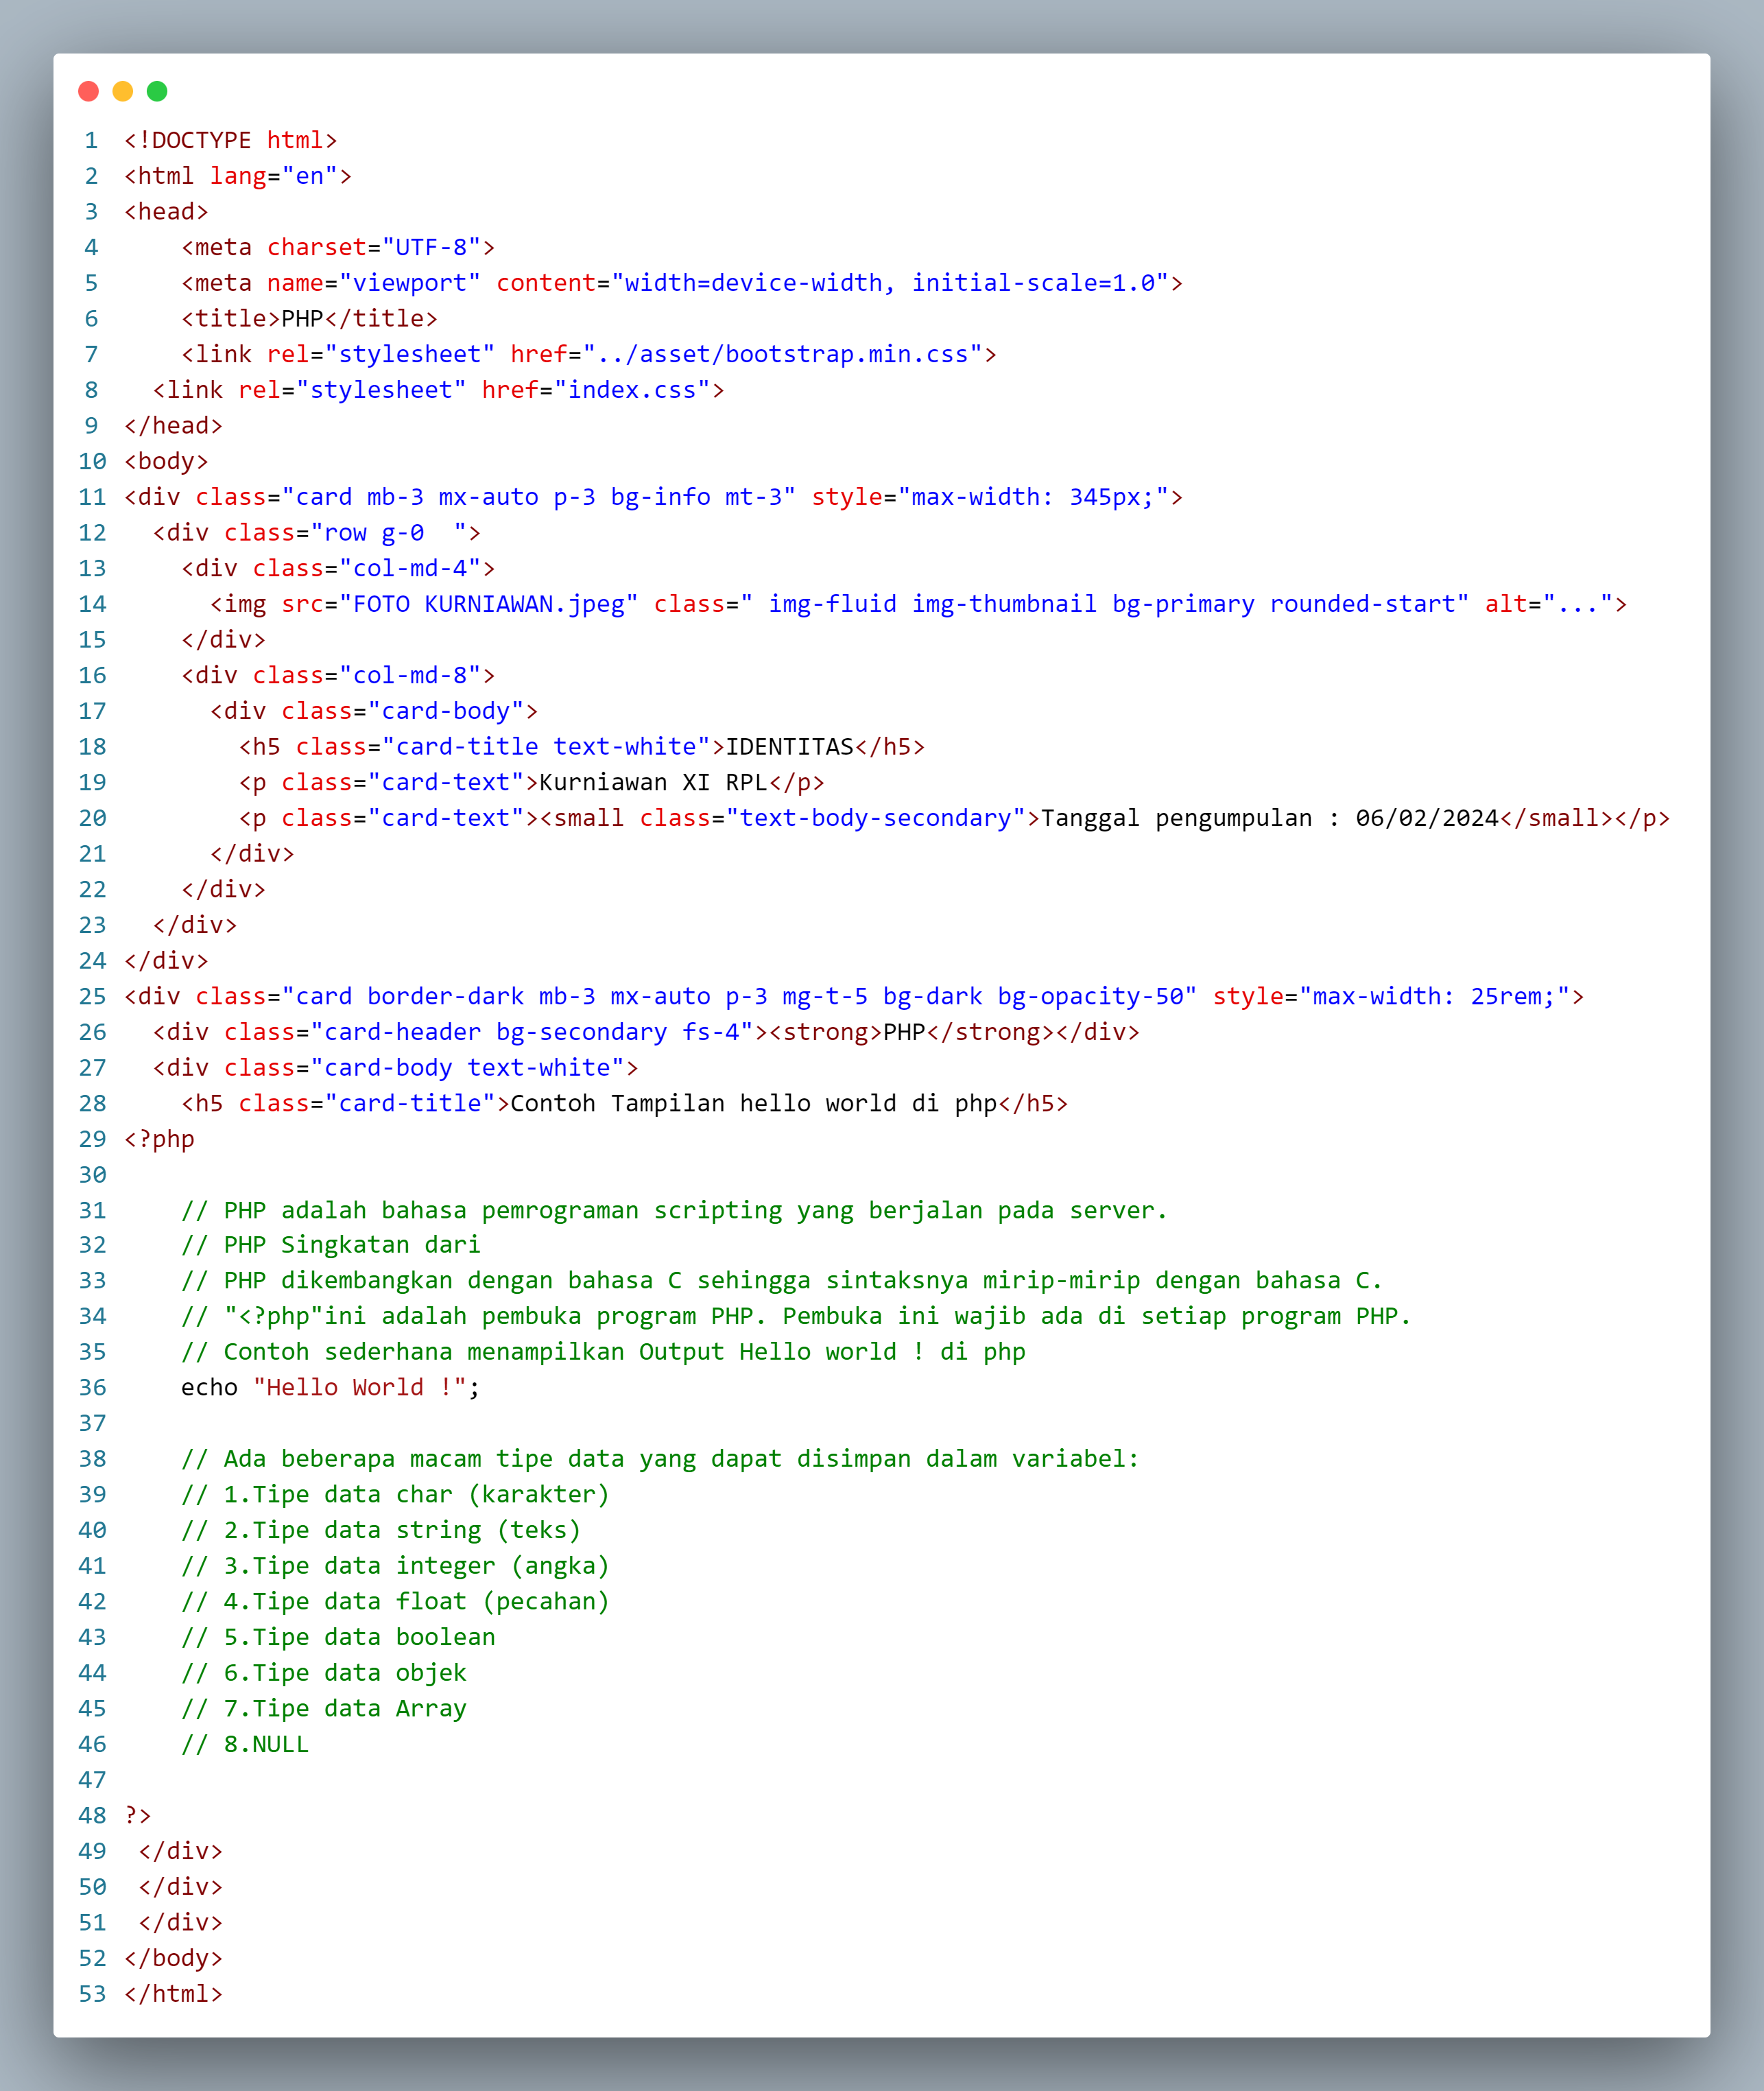 1 <!DOCTYPE html>
2 <html lang="en">
3 <head>
4     <meta charset="UTF-8">
5     <meta name="viewport" content="width=device-width, initial-scale=1.0">
6     <title>PHP</title>
7     <link rel="stylesheet" href="../asset/bootstrap.min.css">
8   <link rel="stylesheet" href="index.css">
9 </head>
10 <body>
11 <div class="card mb-3 mx-auto p-3 bg-info mt-3" style="max-width: 345px;">
12   <div class="row g-0  ">
13     <div class="col-md-4">
14       <img src="FOTO KURNIAWAN.jpeg" class=" img-fluid img-thumbnail bg-primary rounded-start" alt="...">
15     </div>
16     <div class="col-md-8">
17       <div class="card-body">
18         <h5 class="card-title text-white">IDENTITAS</h5>
19         <p class="card-text">Kurniawan XI RPL</p>
20         <p class="card-text"><small class="text-body-secondary">Tanggal pengumpulan : 06/02/2024</small></p>
21       </div>
22     </div>
23   </div>
24 </div>
25 <div class="card border-dark mb-3 mx-auto p-3 mg-t-5 bg-dark bg-opacity-50" style="max-width: 25rem;">
26   <div class="card-header bg-secondary fs-4"><strong>PHP</strong></div>
27   <div class="card-body text-white">
28     <h5 class="card-title">Contoh Tampilan hello world di php</h5>
29 <?php
30
31     // PHP adalah bahasa pemrograman scripting yang berjalan pada server.
32     // PHP Singkatan dari
33     // PHP dikembangkan dengan bahasa C sehingga sintaksnya mirip-mirip dengan bahasa C.
34     // "<?php"ini adalah pembuka program PHP. Pembuka ini wajib ada di setiap program PHP.
35     // Contoh sederhana menampilkan Output Hello world ! di php
36     echo "Hello World !";
37
38     // Ada beberapa macam tipe data yang dapat disimpan dalam variabel:
39     // 1.Tipe data char (karakter)
40     // 2.Tipe data string (teks)
41     // 3.Tipe data integer (angka)
42     // 4.Tipe data float (pecahan)
43     // 5.Tipe data boolean
44     // 6.Tipe data objek
45     // 7.Tipe data Array
46     // 8.NULL
47
48 ?>
49  </div>
50  </div>
51  </div>
52 </body>
53 </html>